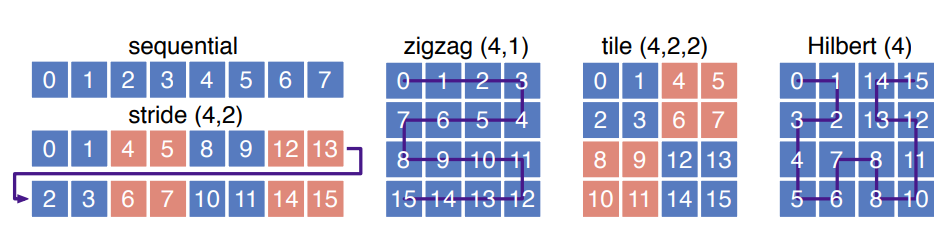 sequential
0 1 2 3 4 5 6 7
stride (4,2)
0 1 4 5 8 9 12 13
2 3 6 7 10 11 14 15
zigzag (4,1)
0 1 2 3
7 6 5 4
8 9 10 11
15 14 13 12
tile (4,2,2)
0 1 4 5
2 3 6 7
8 9 12 13
10 11 14 15
Hilbert (4)
0 1 14 15
3 2 13 12
4 7 8 11
5 6 8 10